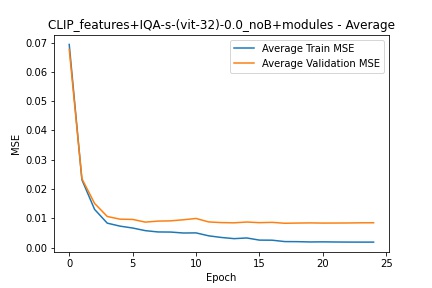 CLIP_features+IQA-s-(vit-32)-0.0_noB+modules - Average
Average Train MSE
Average Validation MSE
0.07
0.06
0.05
0.04
0.03
0.02
0.01
0.00
MSE
0
5
10
15
20
25
Epoch